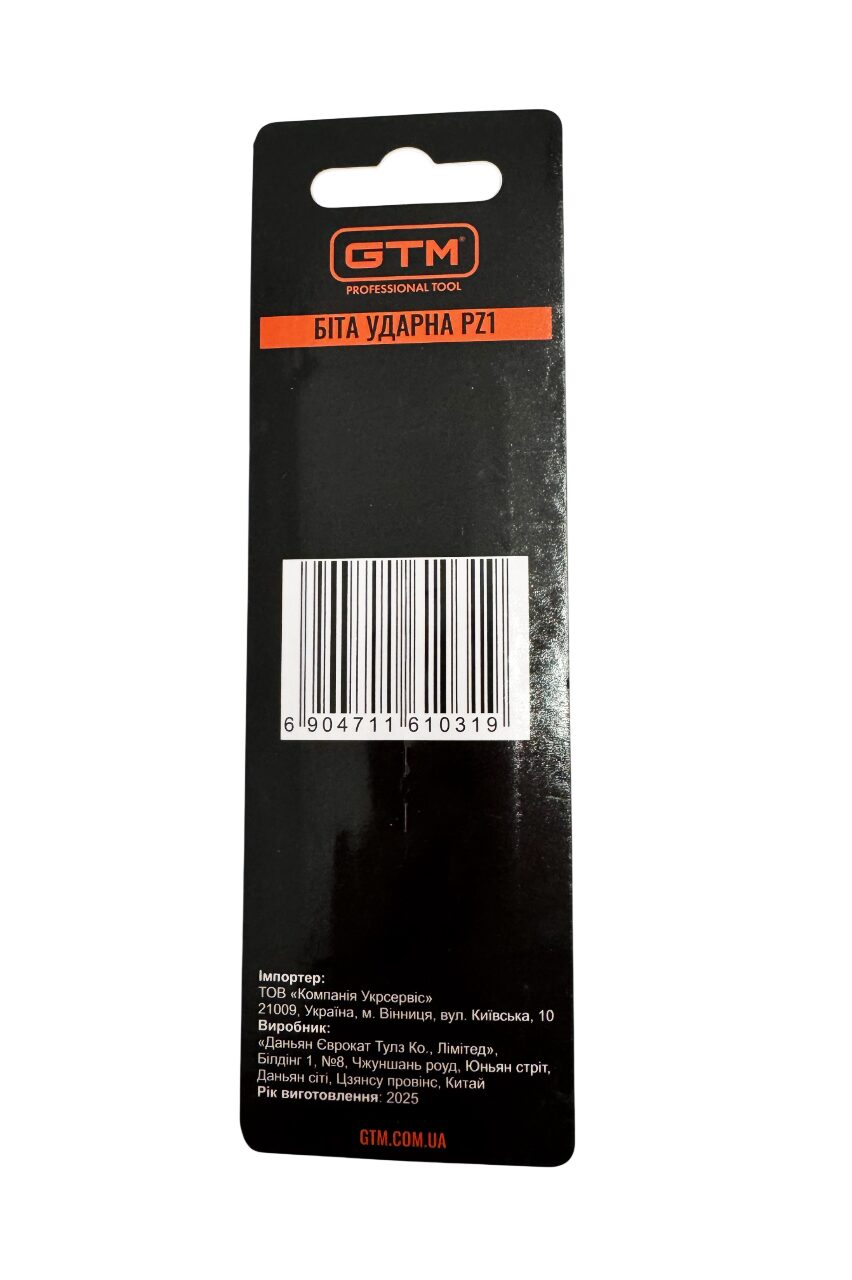 GTM®
PROFESSIONAL TOOL
БІТА УДАРНА PZ1
6 904711 610319
Імпортер:
ТОВ «Компанія Укрсервіс»
21009, Україна, м. Вінниця, вул. Київська, 10
Виробник:
«Даньян Єврокат Тулз Ко., Лімітед»,
Білдінг 1, №8, Чжуншань роуд, Юньян стріт,
Даньян сіті, Цзянсу провінс, Китай
Рік виготовлення: 2025
GTM.COM.UA